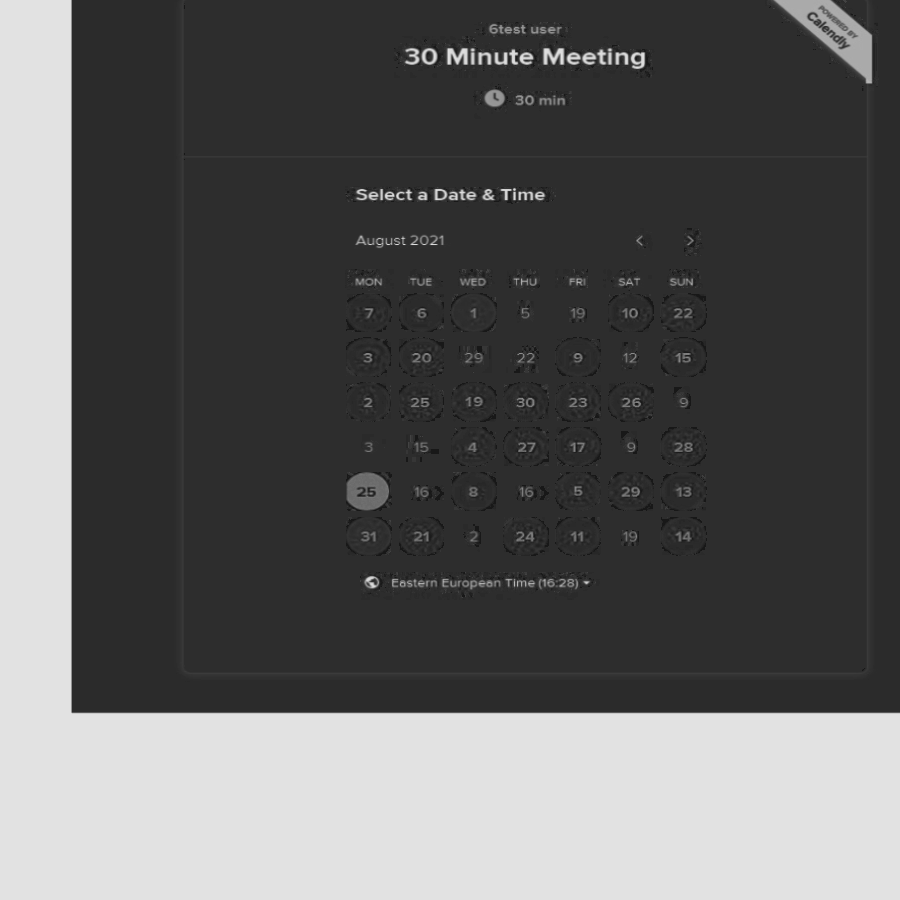 6test user
POWERED BY
Calendly
30 Minute Meeting
30 min
Select a Date & Time
August 2021
MON TUE WED THU FRI SAT SUN
7 6 1 5 19 10 22
3 20 29 22 9 12 15
2 25 19 30 23 26 9
3 15 4 27 17 9 28
25 16 8 16 5 29 13
31 21 2 24 11 19 14
Eastern European Time (16:28)